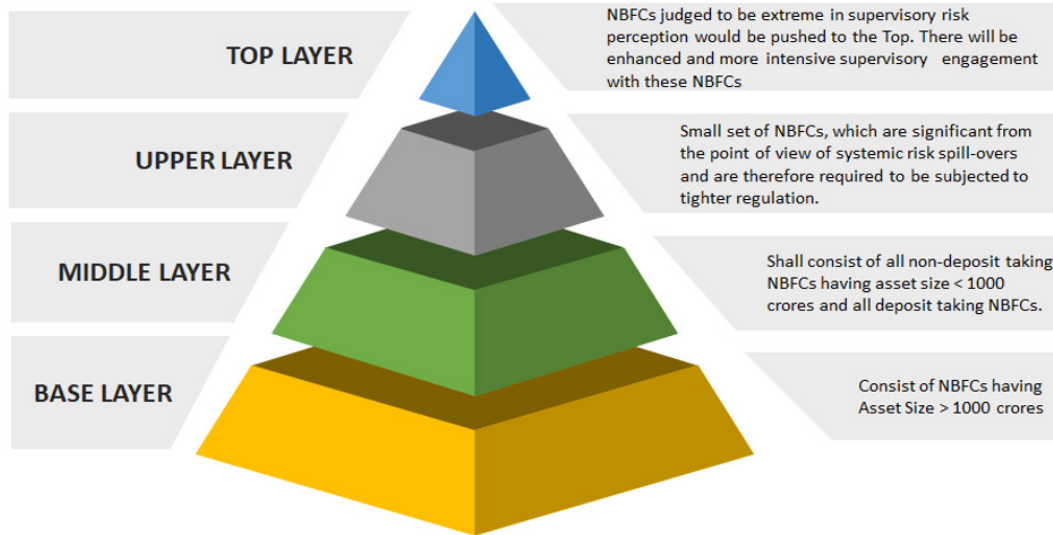 TOP LAYER
NBFCs judged to be extreme in supervisory risk
perception would be pushed to the Top. There will be
enhanced and more intensive supervisory engagement
with these NBFCs
UPPER LAYER
Small set of NBFCs, which are significant from
the point of view of systemic risk spill-overs
and are therefore required to be subjected to
tighter regulation.
MIDDLE LAYER
Shall consist of all non-deposit taking
NBFCs having asset size < 1000
crores and all deposit taking NBFCs.
BASE LAYER
Consist of NBFCs having
Asset Size > 1000 crores